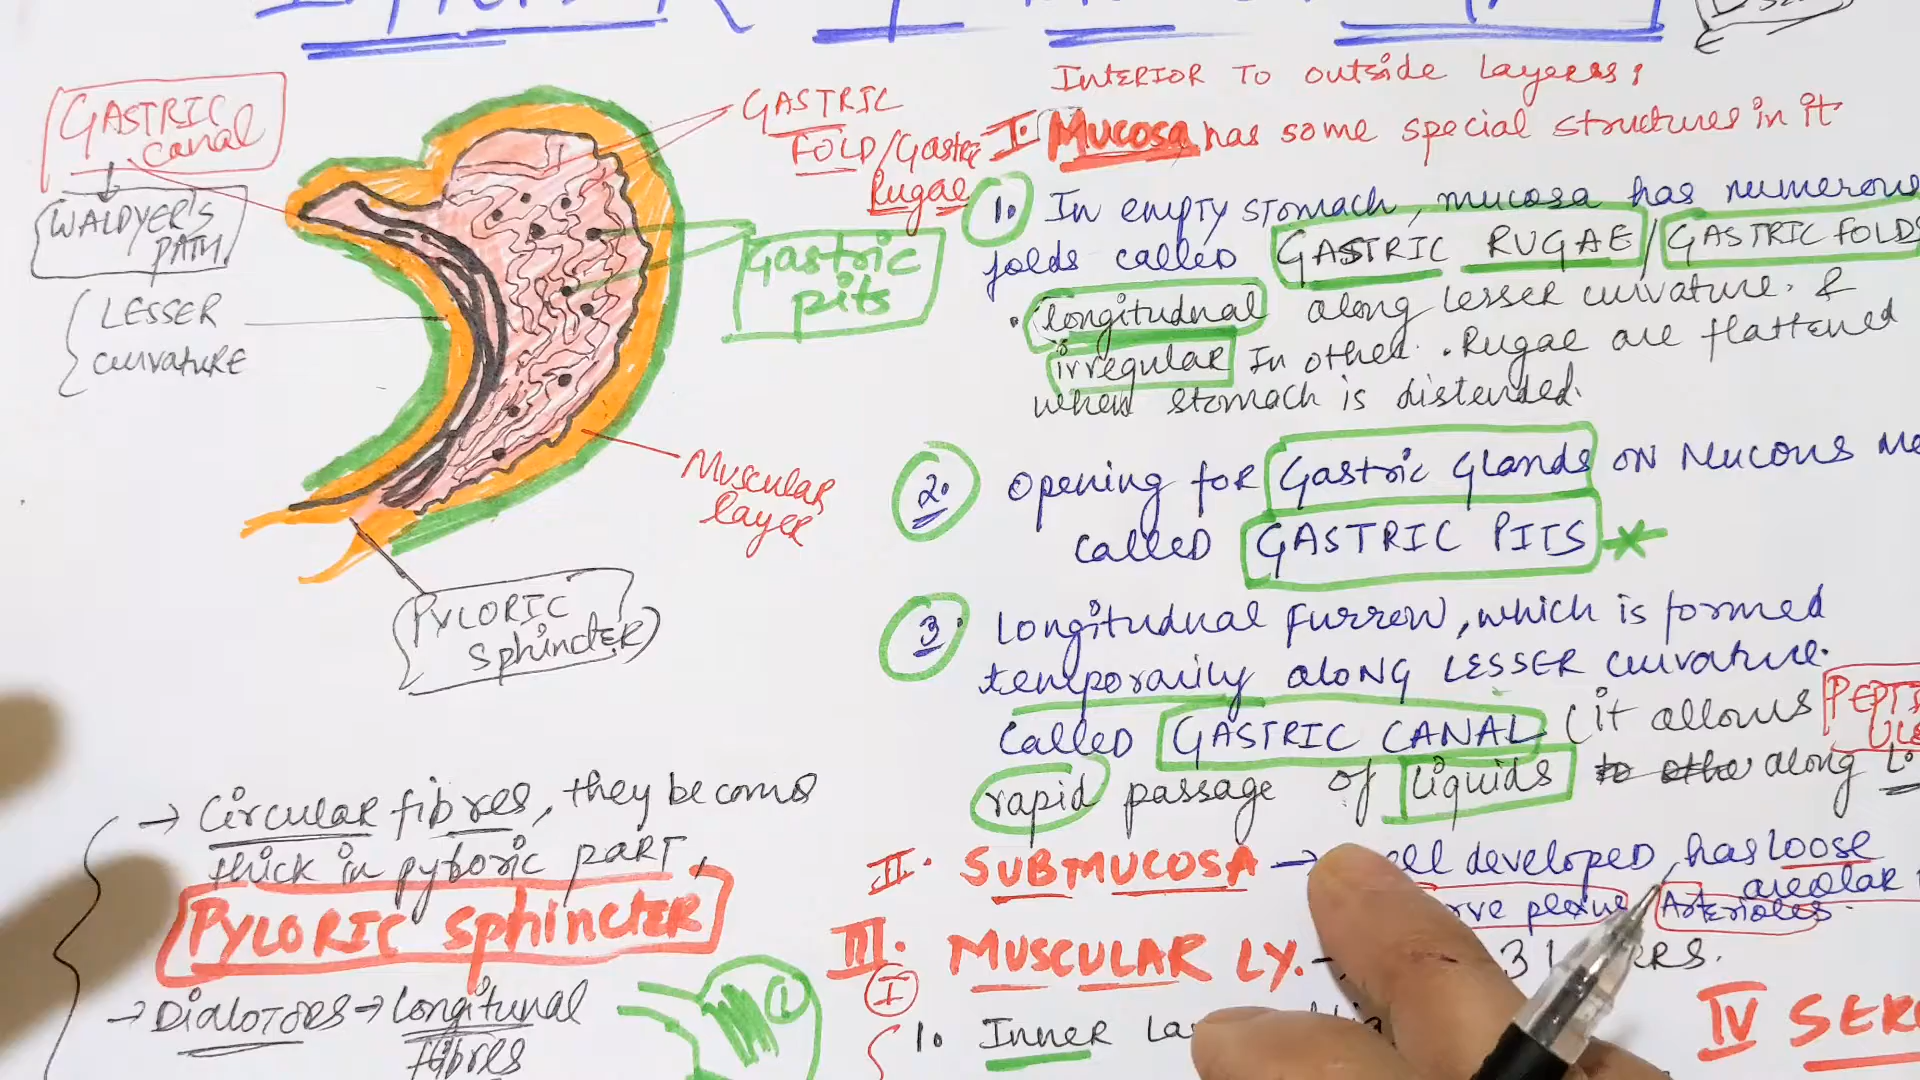 GASTRIC
canal
WALDYER'S
PATH
LESSER
curvaturE
GASTRIC
FOLD/Gastric
Rugae
Gastric
pits
Muscular
layer
PYLORIC
SphincTER
→ Circular fibres, they become
thick in pyloric PART,
PYLORIC SphincTER
→ DialoTors → Longitunal
fibres
1
InTERIOR To outside layers:
I. Mucosa has some special structures in it
1. In empty stomach, mucosa has numerous
folds called GASTRIC RUGAE / GASTRIC FOLDS
• longitudnal along lesser curvature. &
irregular In other. . Rugae are flattened
when stomach is distended.
2. Opening for Gastric Glands ON Mucous
called GASTRIC PITS
3. Longitudnal Furrow, which is formed
temporarily along LESSER curvature.
called GASTRIC CANAL (it allows
rapid passage of liquids along
II. SUBMUCOSA → developed, has loose
areolar
plexus Arterioles.
III. MUSCULAR LY. - 3
I
1. Inner
IV